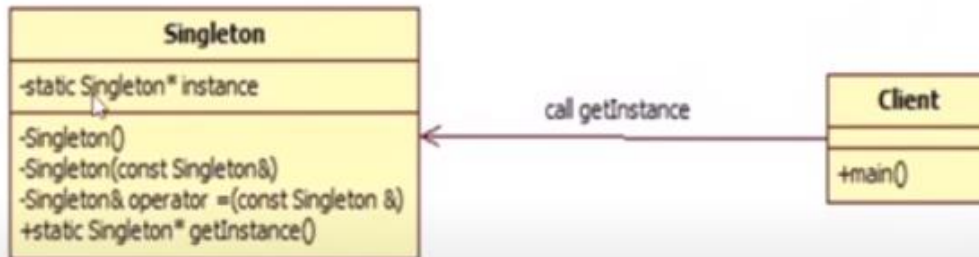 Singleton
-static Singleton* instance
-Singleton()
-Singleton(const Singleton&)
-Singleton& operator =(const Singleton &)
+static Singleton* getInstance()
call getInstance
Client
+main()